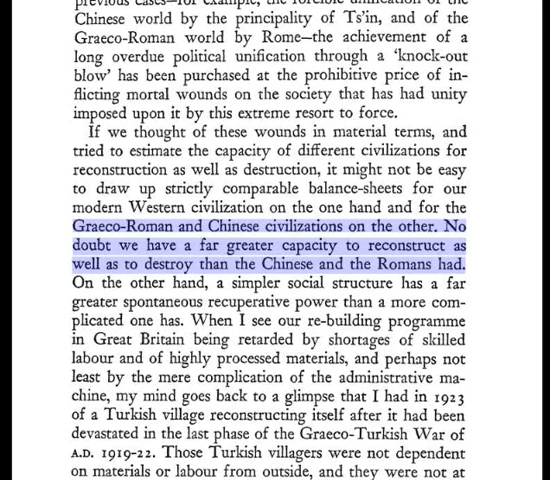 previous cases—for example, the forcible unification of the
Chinese world by the principality of Ts'in, and of the
Graeco-Roman world by Rome—the achievement of a
long overdue political unification through a 'knock-out
blow' has been purchased at the prohibitive price of in-
flicting mortal wounds on the society that has had unity
imposed upon it by this extreme resort to force.
If we thought of these wounds in material terms, and
tried to estimate the capacity of different civilizations for
reconstruction as well as destruction, it might not be easy
to draw up strictly comparable balance-sheets for our
modern Western civilization on the one hand and for the
Graeco-Roman and Chinese civilizations on the other. No
doubt we have a far greater capacity to reconstruct as
well as to destroy than the Chinese and the Romans had.
On the other hand, a simpler social structure has a far
greater spontaneous recuperative power than a more com-
plicated one has. When I see our re-building programme
in Great Britain being retarded by shortages of skilled
labour and of highly processed materials, and perhaps not
least by the mere complication of the administrative ma-
chine, my mind goes back to a glimpse that I had in 1923
of a Turkish village reconstructing itself after it had been
devastated in the last phase of the Graeco-Turkish War of
A.D. 1919-22. Those Turkish villagers were not dependent
on materials or labour from outside, and they were not at